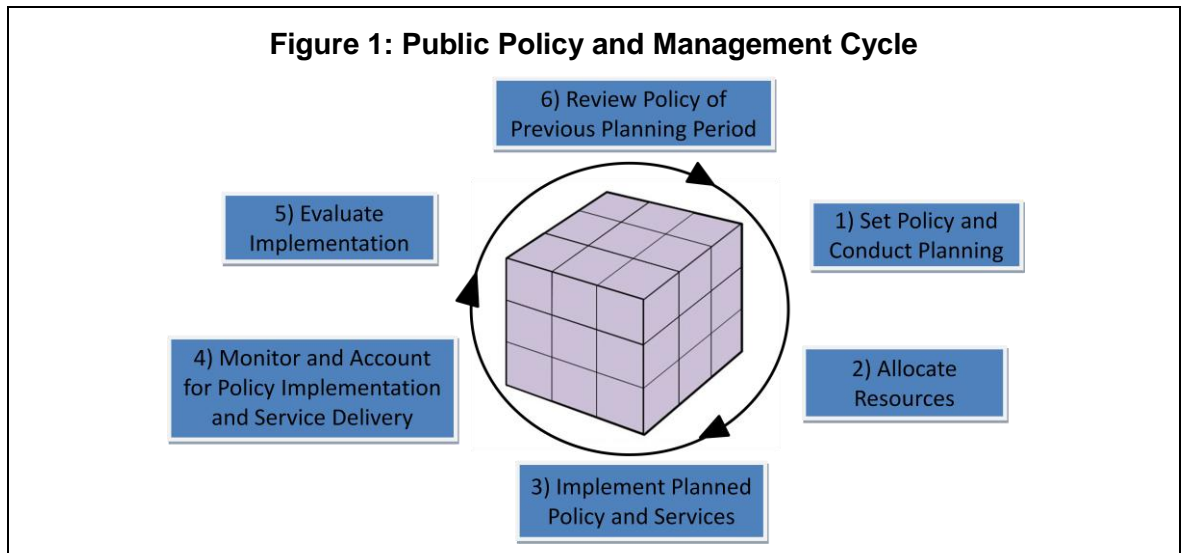 Figure 1: Public Policy and Management Cycle
6) Review Policy of
Previous Planning Period
5) Evaluate
Implementation
1) Set Policy and
Conduct Planning
4) Monitor and Account
for Policy Implementation
and Service Delivery
2) Allocate
Resources
3) Implement Planned
Policy and Services